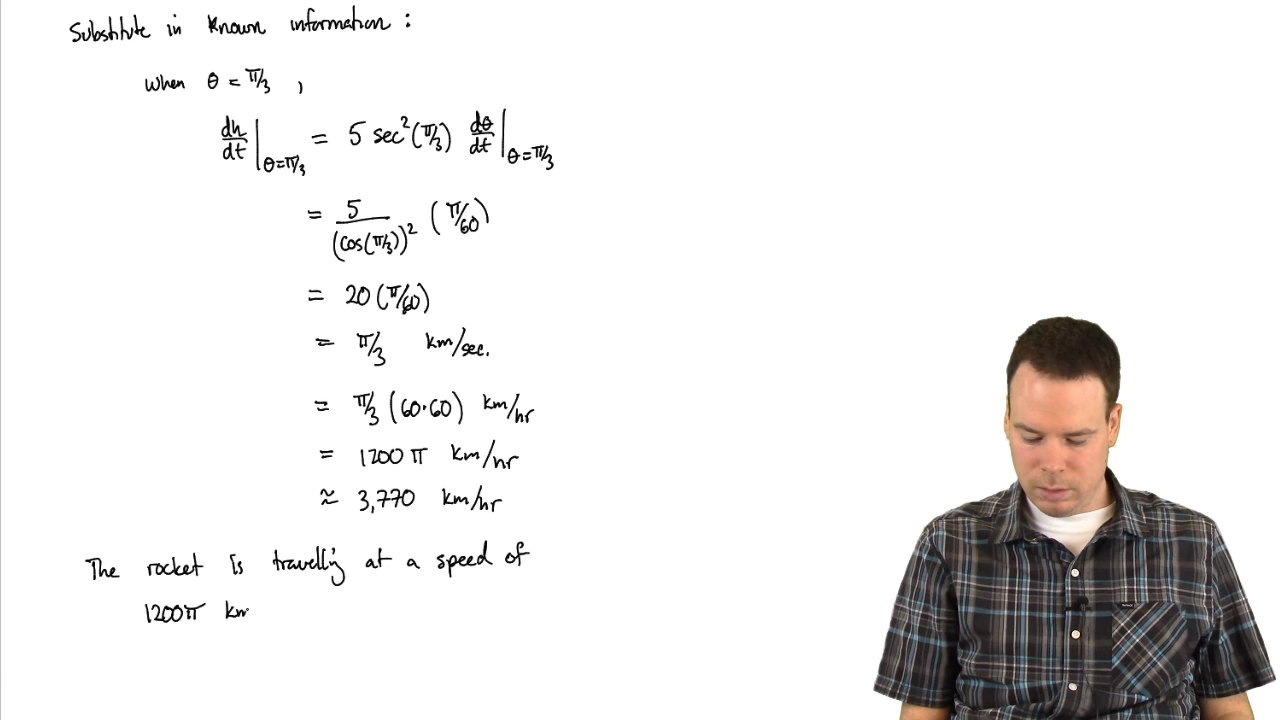 Substitute in known information :
When θ = π/3 ,
dh/dt |θ=π/3 = 5 sec²(π/3) dθ/dt |θ=π/3
= 5/(cos(π/3))² (π/60)
= 20 (π/60)
= π/3 km/sec.
= π/3 (60·60) km/hr
= 1200 π km/hr
≈ 3,770 km/hr
The rocket is travelling at a speed of
1200π km